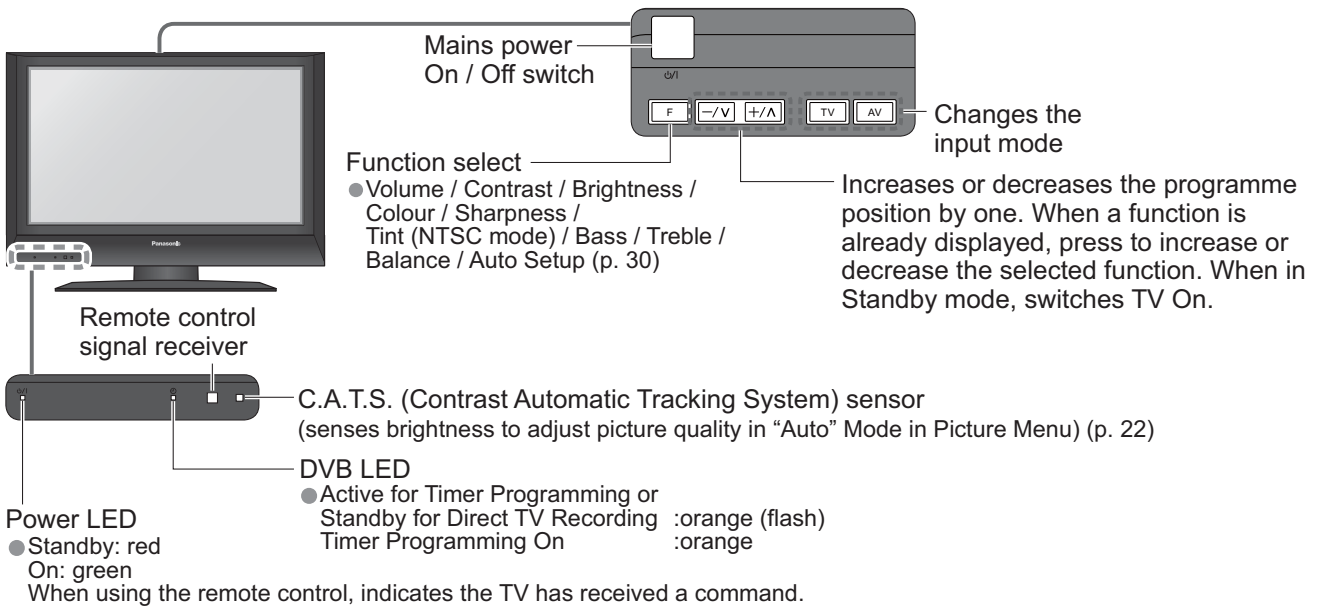 Mains power
On / Off switch
⏻/I
F
−/∨
+/∧
TV
AV
Changes the
input mode
Function select
●Volume / Contrast / Brightness /
Colour / Sharpness /
Tint (NTSC mode) / Bass / Treble /
Balance / Auto Setup (p. 30)
Increases or decreases the programme
position by one. When a function is
already displayed, press to increase or
decrease the selected function. When in
Standby mode, switches TV On.
Panasonic
Remote control
signal receiver
⏻/I
C.A.T.S. (Contrast Automatic Tracking System) sensor
(senses brightness to adjust picture quality in “Auto” Mode in Picture Menu) (p. 22)
DVB LED
●Active for Timer Programming or
Standby for Direct TV Recording :orange (flash)
Timer Programming On :orange
Power LED
●Standby: red
On: green
When using the remote control, indicates the TV has received a command.